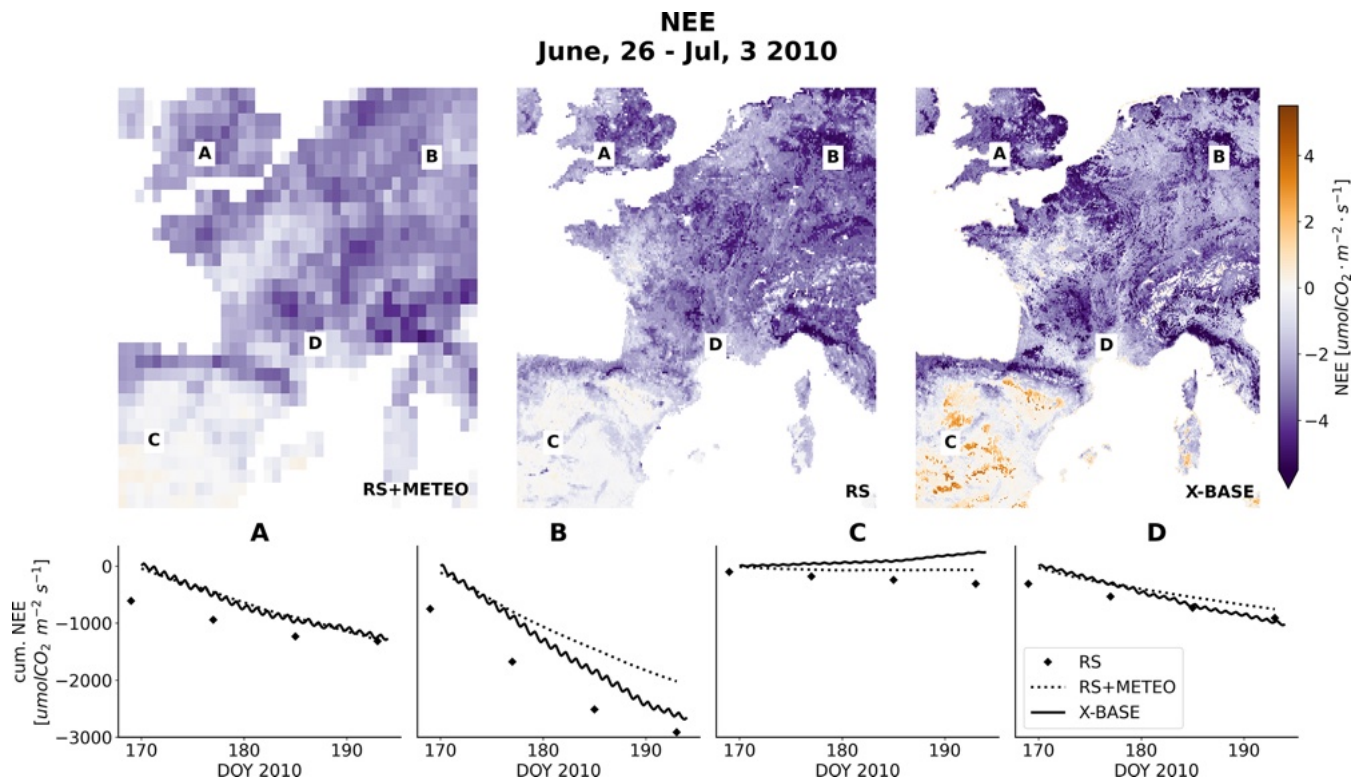 NEE
June, 26 - Jul, 3 2010
A
B
C
D
RS+METEO
A
B
C
D
RS
A
B
C
D
X-BASE
4
2
0
−2
−4
NEE [umolCO₂ · m⁻² · s⁻¹]
A
B
C
D
cum. NEE
[umolCO₂ m⁻² s⁻¹]
0
−1000
−2000
−3000
170 180 190
DOY 2010
170 180 190
DOY 2010
170 180 190
DOY 2010
170 180 190
DOY 2010
RS
RS+METEO
X-BASE